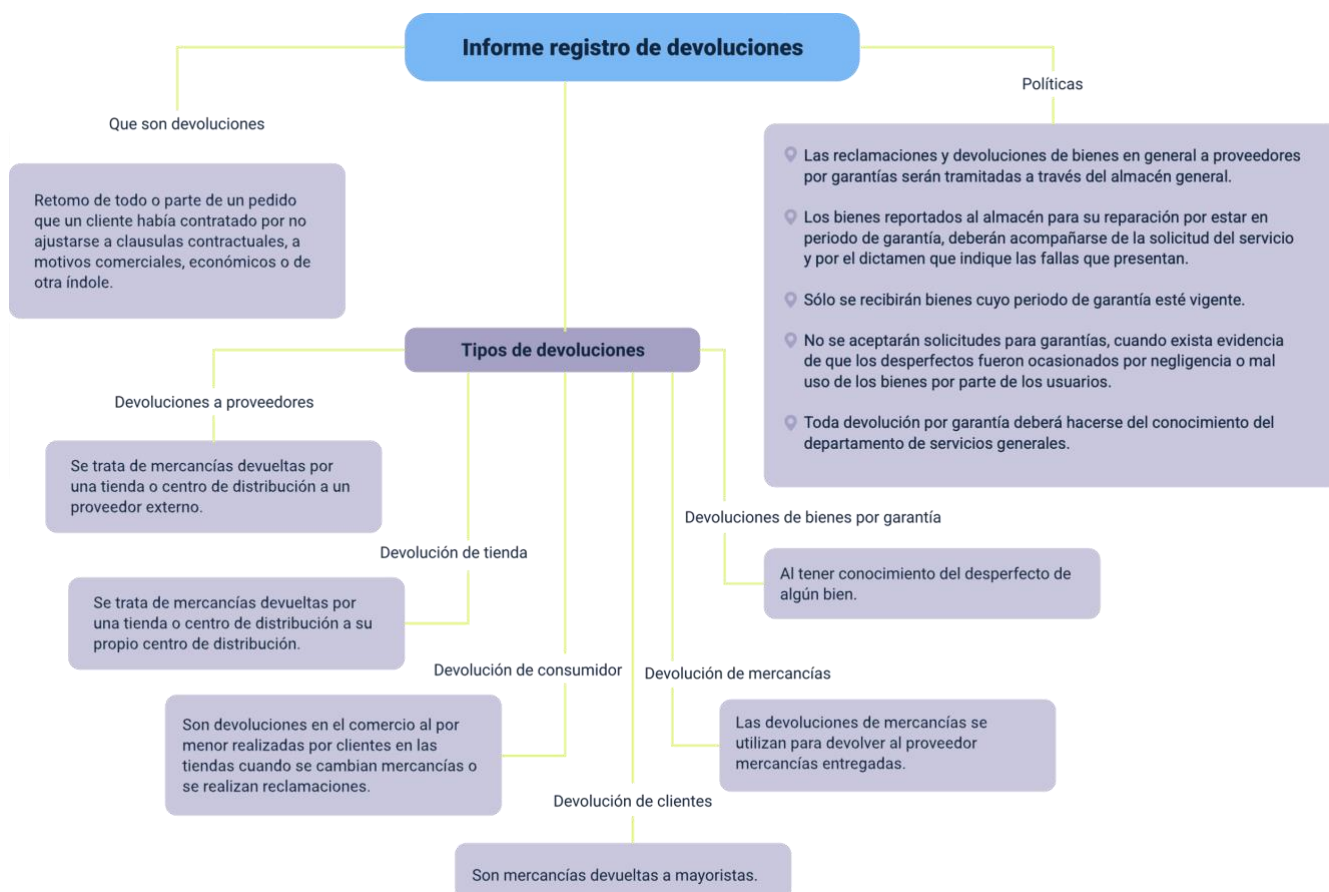 Informe registro de devoluciones
Que son devoluciones
Retomo de todo o parte de un pedido
que un cliente había contratado por no
ajustarse a clausulas contractuales, a
motivos comerciales, económicos o de
otra índole.
Políticas
Las reclamaciones y devoluciones de bienes en general a proveedores
por garantías serán tramitadas a través del almacén general.
Los bienes reportados al almacén para su reparación por estar en
periodo de garantía, deberán acompañarse de la solicitud del servicio
y por el dictamen que indique las fallas que presentan.
Sólo se recibirán bienes cuyo periodo de garantía esté vigente.
No se aceptarán solicitudes para garantías, cuando exista evidencia
de que los desperfectos fueron ocasionados por negligencia o mal
uso de los bienes por parte de los usuarios.
Toda devolución por garantía deberá hacerse del conocimiento del
departamento de servicios generales.
Tipos de devoluciones
Devoluciones a proveedores
Se trata de mercancías devueltas por
una tienda o centro de distribución a un
proveedor externo.
Devolución de tienda
Se trata de mercancías devueltas por
una tienda o centro de distribución a su
propio centro de distribución.
Devolución de consumidor
Son devoluciones en el comercio al por
menor realizadas por clientes en las
tiendas cuando se cambian mercancías o
se realizan reclamaciones.
Devolución de clientes
Son mercancías devueltas a mayoristas.
Devolución de mercancías
Las devoluciones de mercancías se
utilizan para devolver al proveedor
mercancías entregadas.
Devoluciones de bienes por garantía
Al tener conocimiento del desperfecto de
algún bien.